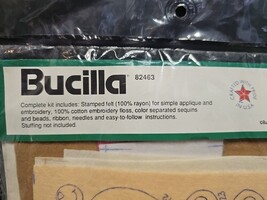 Bucilla® 82463
Complete kit includes: Stamped felt (100% rayon) for simple applique and
embroidery, 100% cotton embroidery floss, color separated sequins
and beads, ribbon, needles and easy-to-follow instructions.
Stuffing not included.